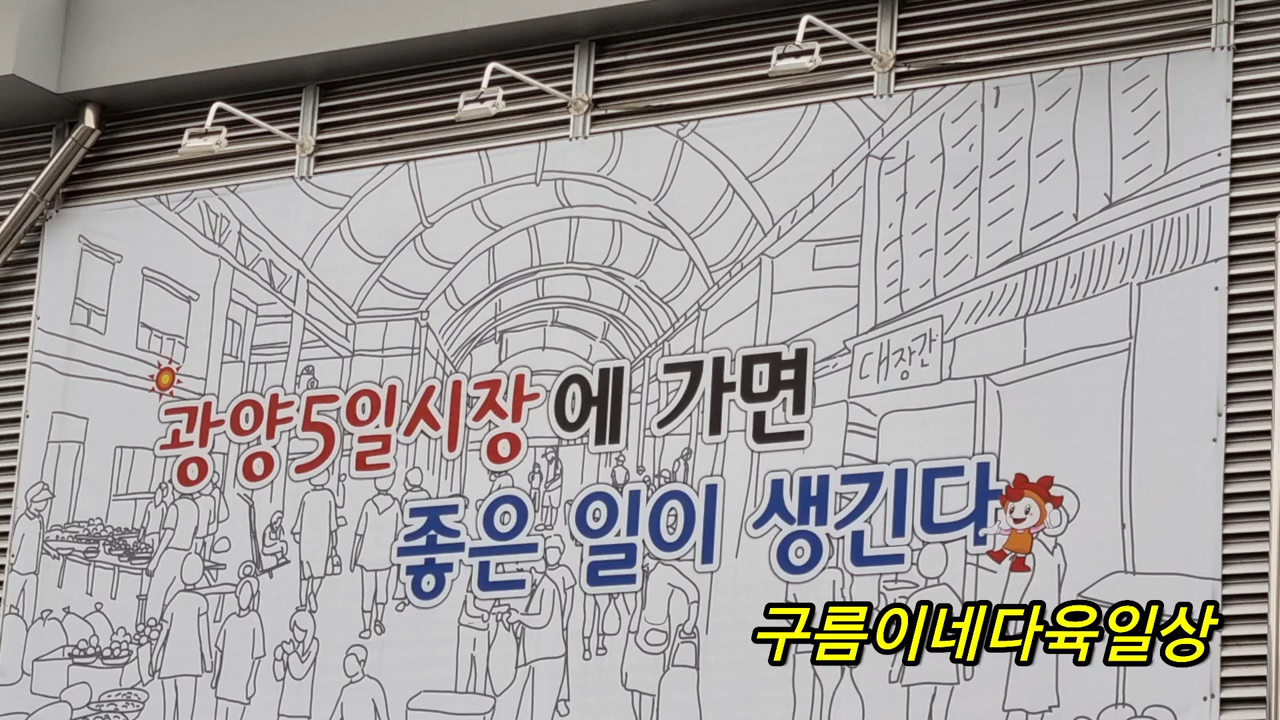 대장간
광양5일시장에 가면
좋은 일이 생긴다
구름이네다육일상